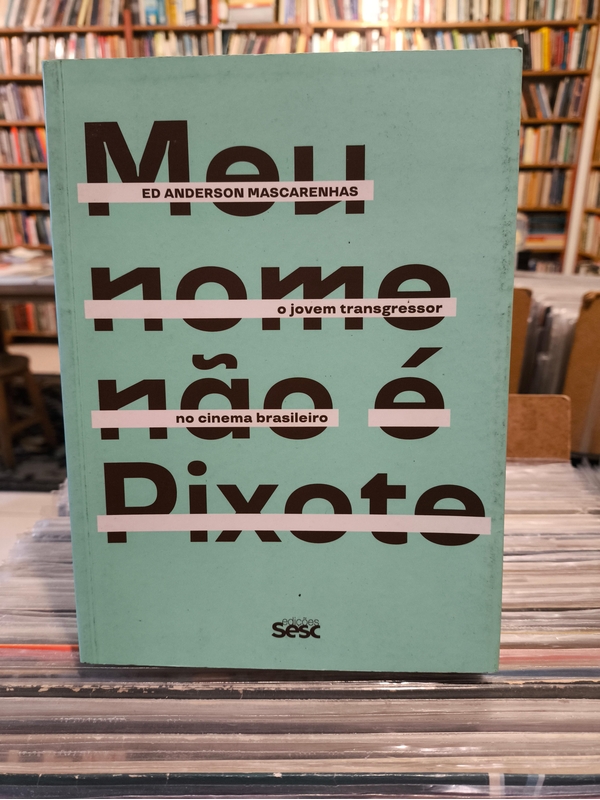 Meu
ED ANDERSON MASCARENHAS
nome
o jovem transgressor
não é
no cinema brasileiro
Pixote
edições
Sesc